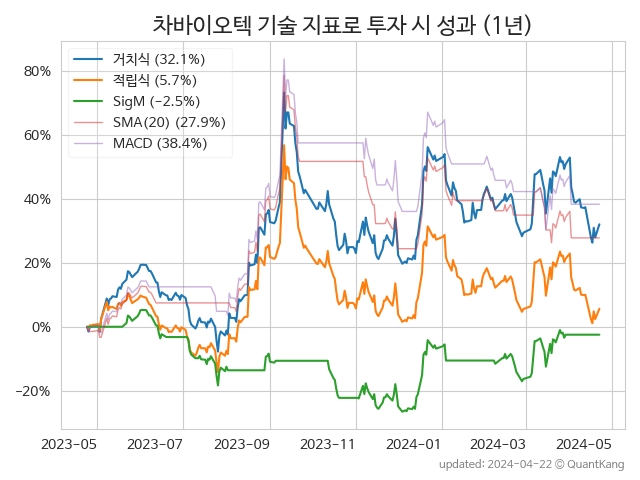 차바이오텍 기술 지표로 투자 시 성과 (1년)
거치식 (32.1%)
적립식 (5.7%)
SigM (−2.5%)
SMA(20) (27.9%)
MACD (38.4%)
80%
60%
40%
20%
0%
−20%
2023-05 2023-07 2023-09 2023-11 2024-01 2024-03 2024-05
updated: 2024-04-22 © QuantKang